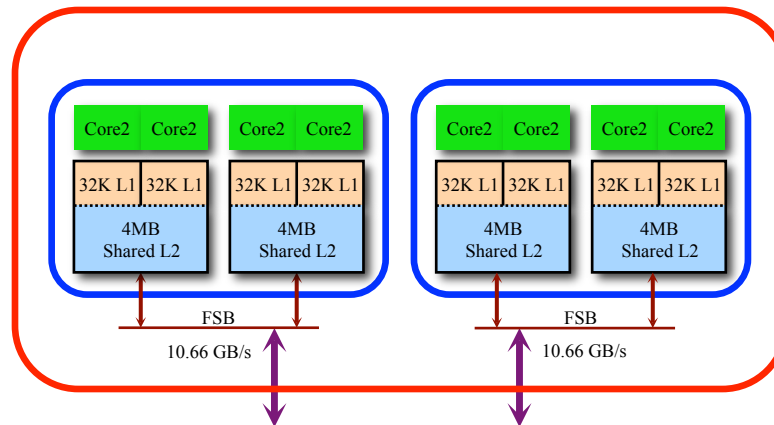 Core2 Core2 Core2 Core2 Core2 Core2 Core2 Core2
32K L1 32K L1 32K L1 32K L1 32K L1 32K L1 32K L1 32K L1
4MB 4MB 4MB 4MB
Shared L2 Shared L2 Shared L2 Shared L2
FSB FSB
10.66 GB/s 10.66 GB/s